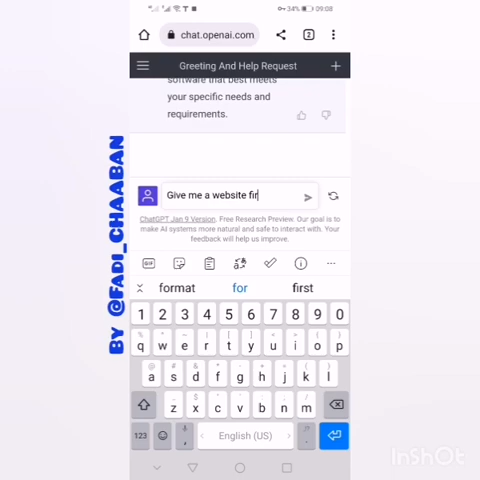 34% 09:08
chat.openai.com 2
Greeting And Help Request
software that best meets
your specific needs and
requirements.
Give me a website fir
ChatGPT Jan 9 Version. Free Research Preview. Our goal is to
make AI systems more natural and safe to interact with. Your
feedback will help us improve.
GIF
format for first
1 2 3 4 5 6 7 8 9 0
q w e r t y u i o p
a s d f g h j k l
z x c v b n m
123 , English (US) .
BY @FADI_CHAABAN
InShOt